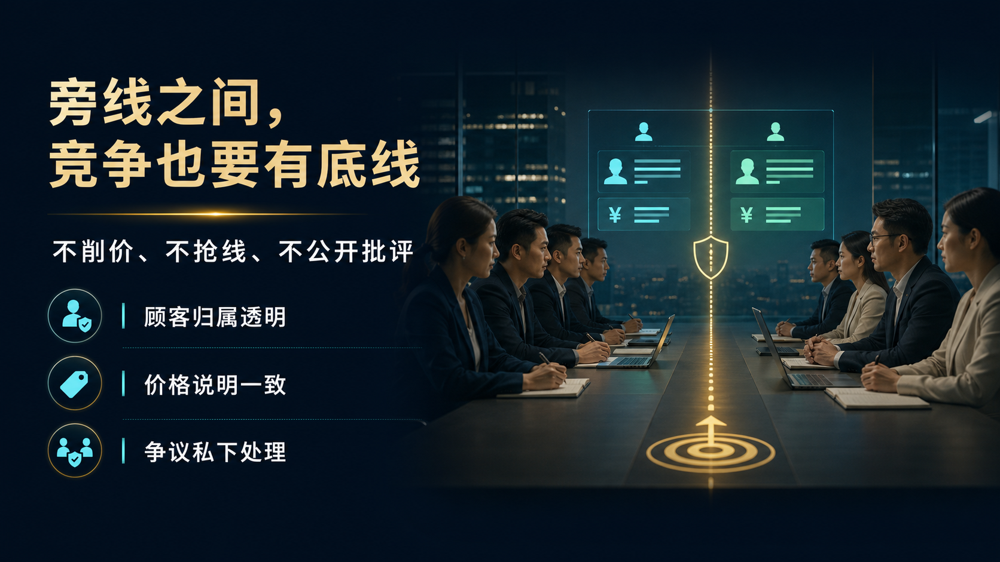 旁线之间，
竞争也要有底线
不削价、不抢线、不公开批评
顾客归属透明
价格说明一致
争议私下处理
¥
¥